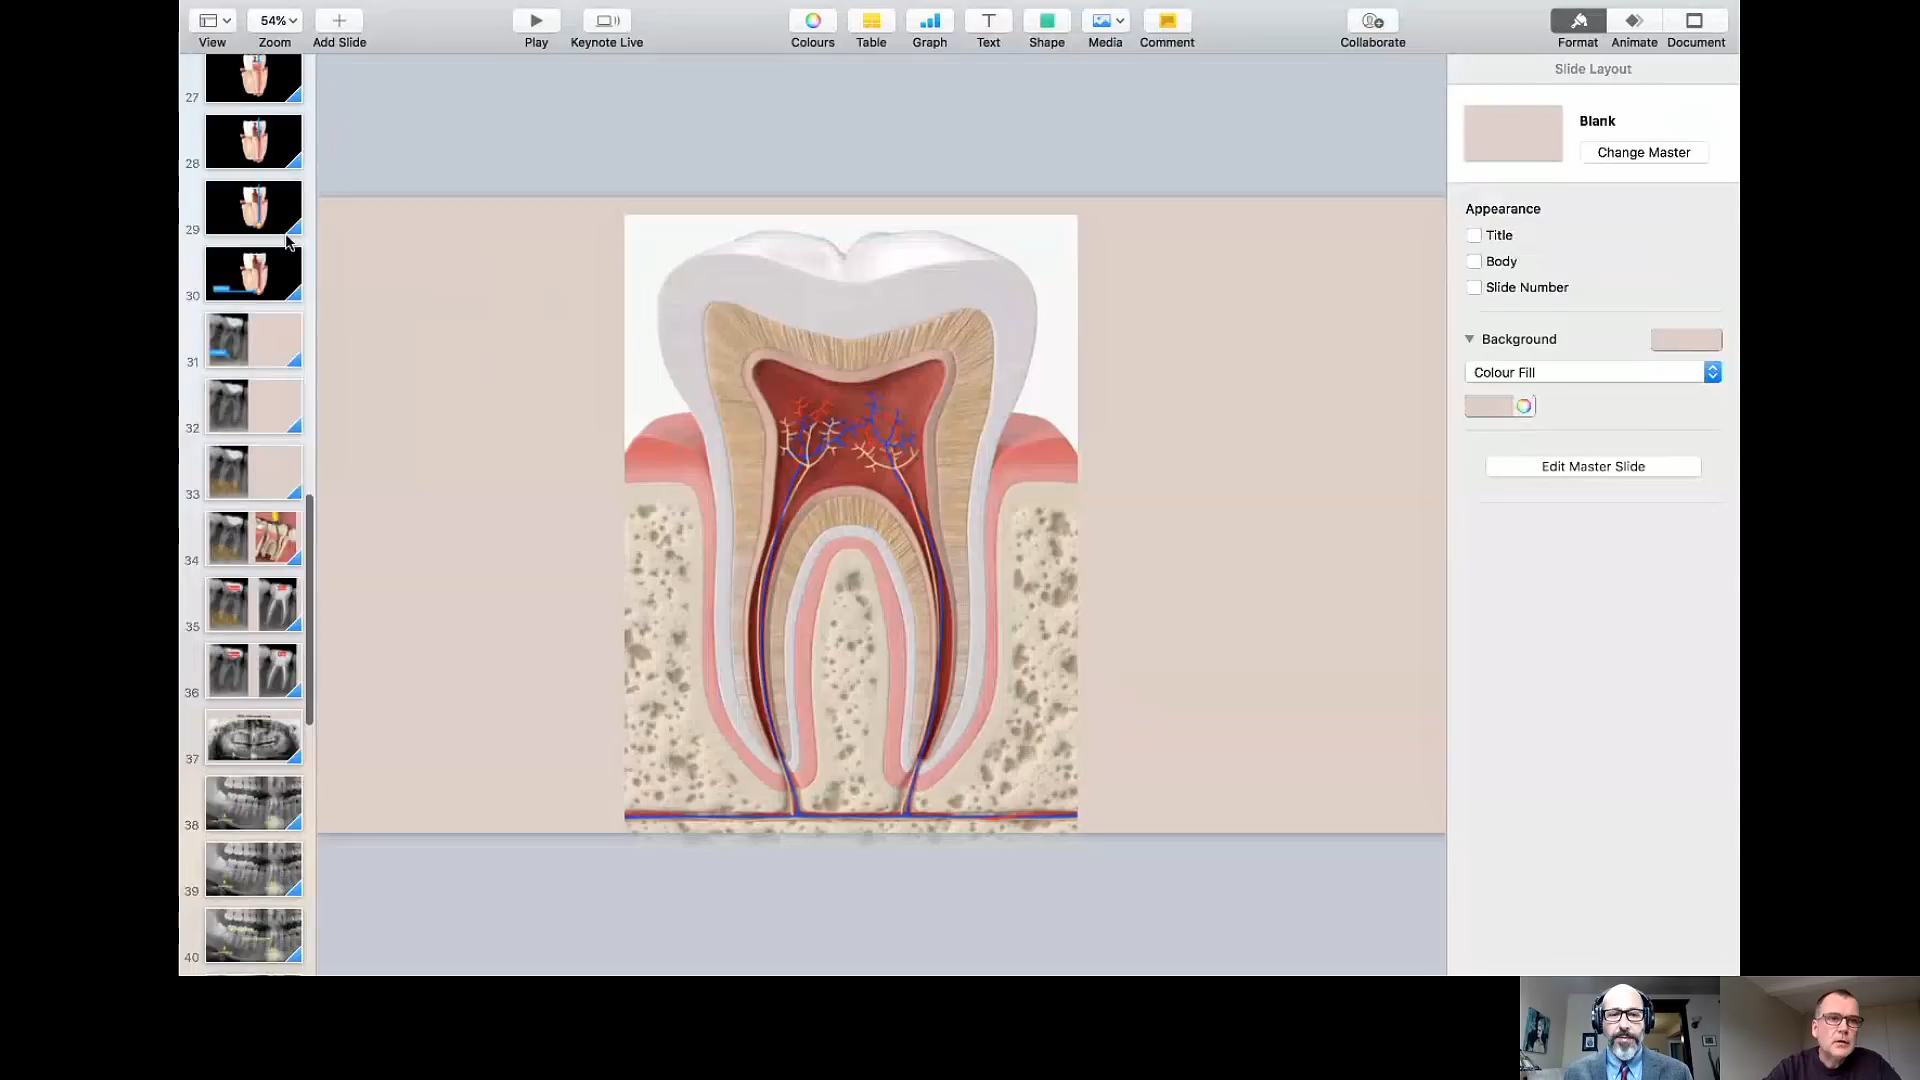 View
54%
Zoom
Add Slide
Play
Keynote Live
Colours
Table
Graph
Text
Shape
Media
Comment
Collaborate
Format
Animate
Document
Slide Layout
Blank
Change Master
Appearance
Title
Body
Slide Number
Background
Colour Fill
Edit Master Slide
27
28
29
30
31
32
33
34
35
36
37
38
39
40